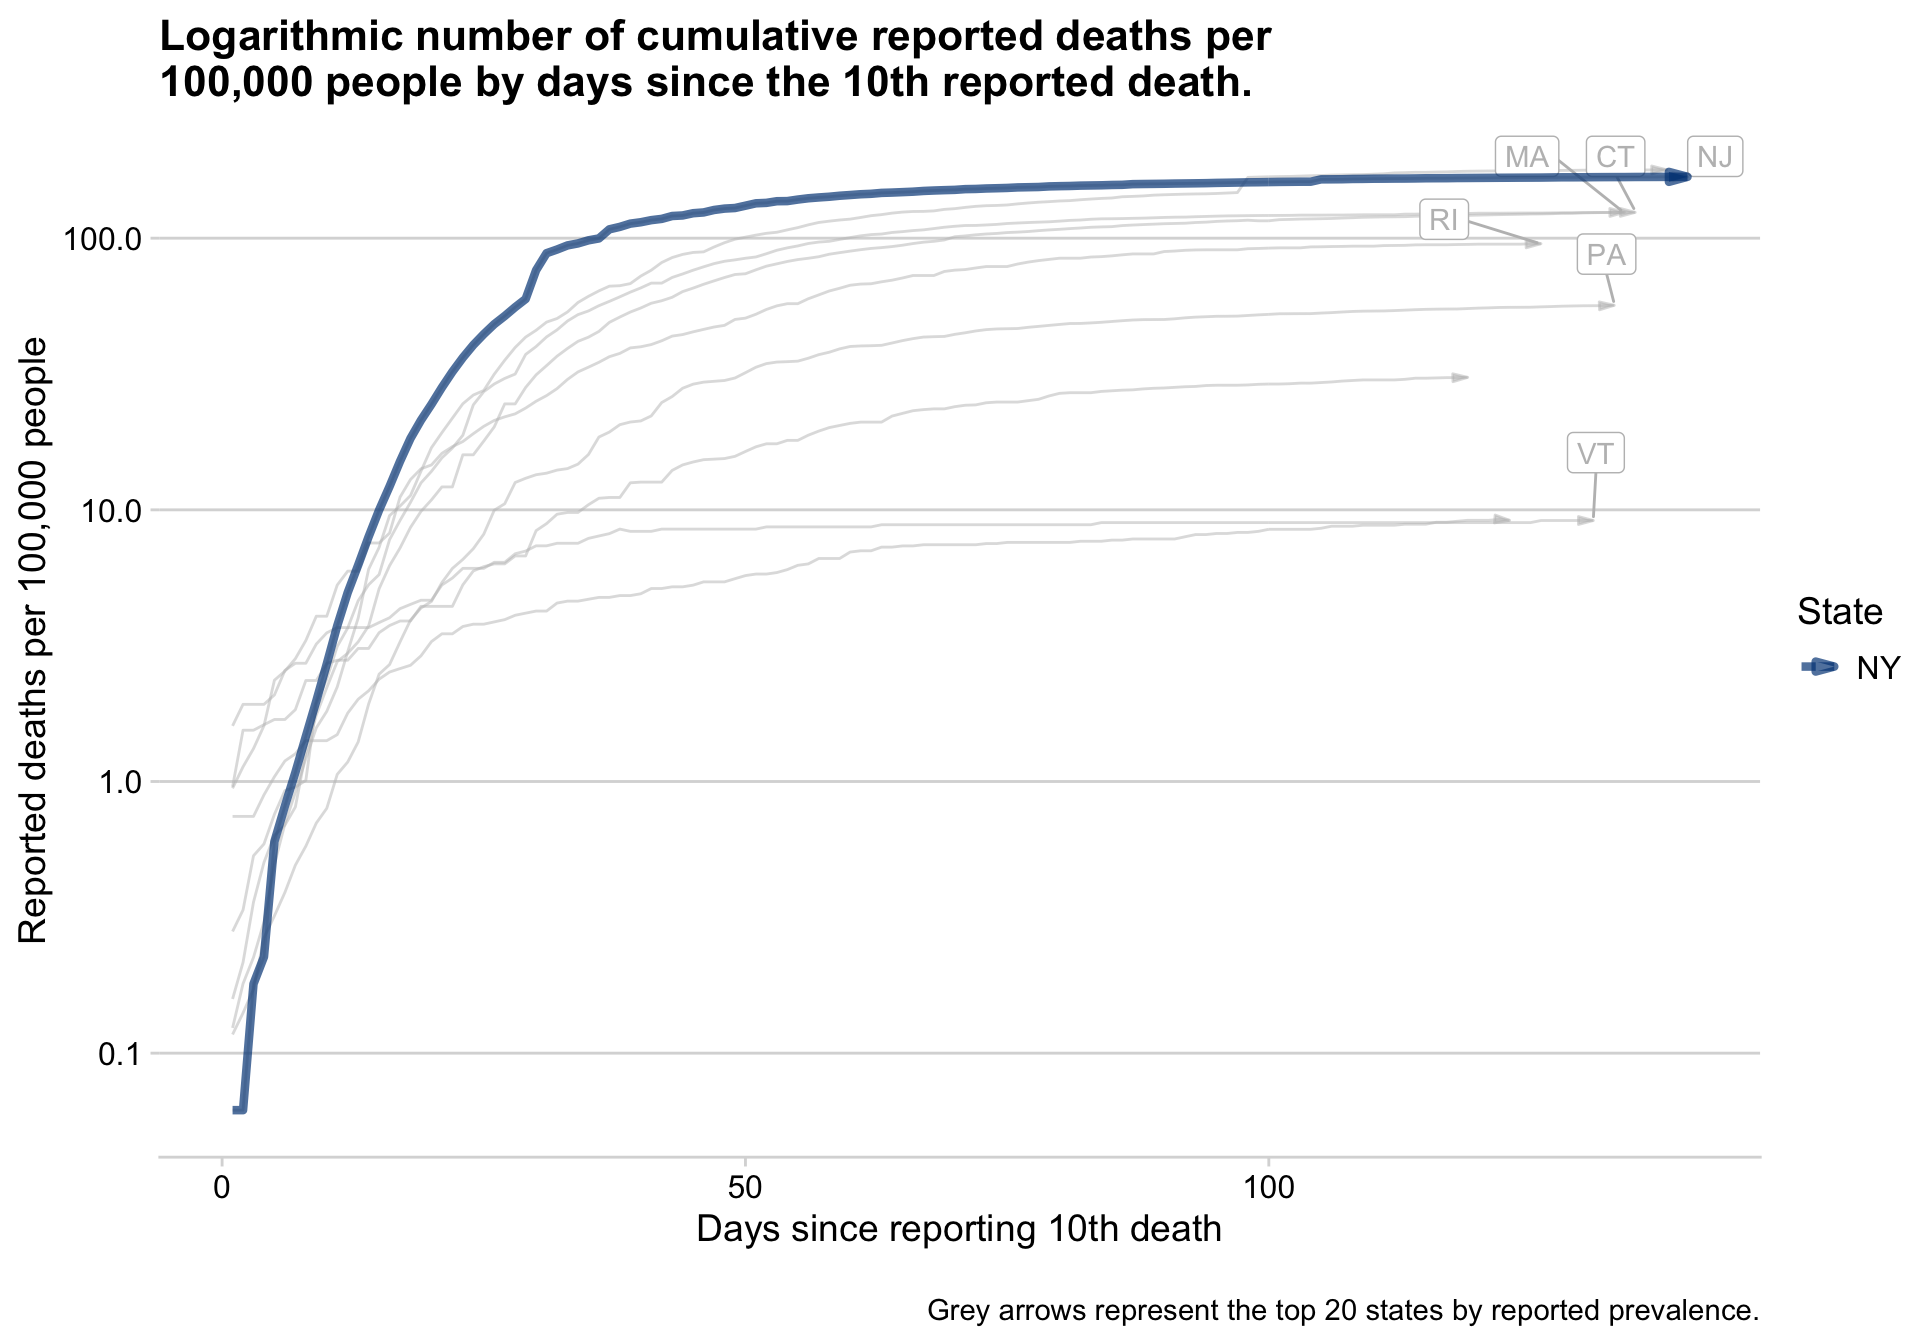 Logarithmic number of cumulative reported deaths per
100,000 people by days since the 10th reported death.
MA
CT
NJ
RI
PA
VT
100.0
10.0
1.0
0.1
Reported deaths per 100,000 people
0
50
100
Days since reporting 10th death
State
NY
Grey arrows represent the top 20 states by reported prevalence.